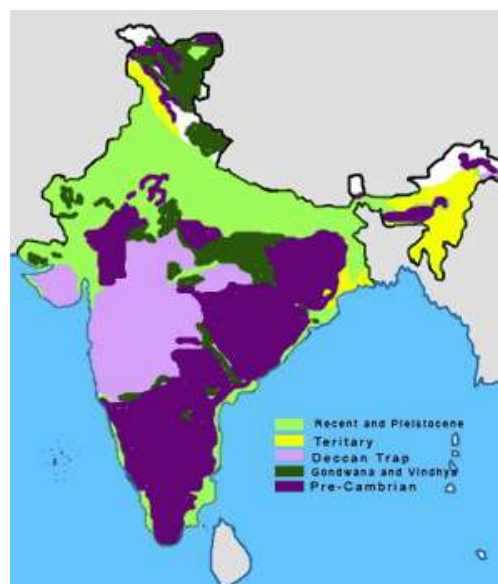 Recent and Pleistocene
Teritary
Deccan Trap
Gondwana and Vindhya
Pre-Cambrian